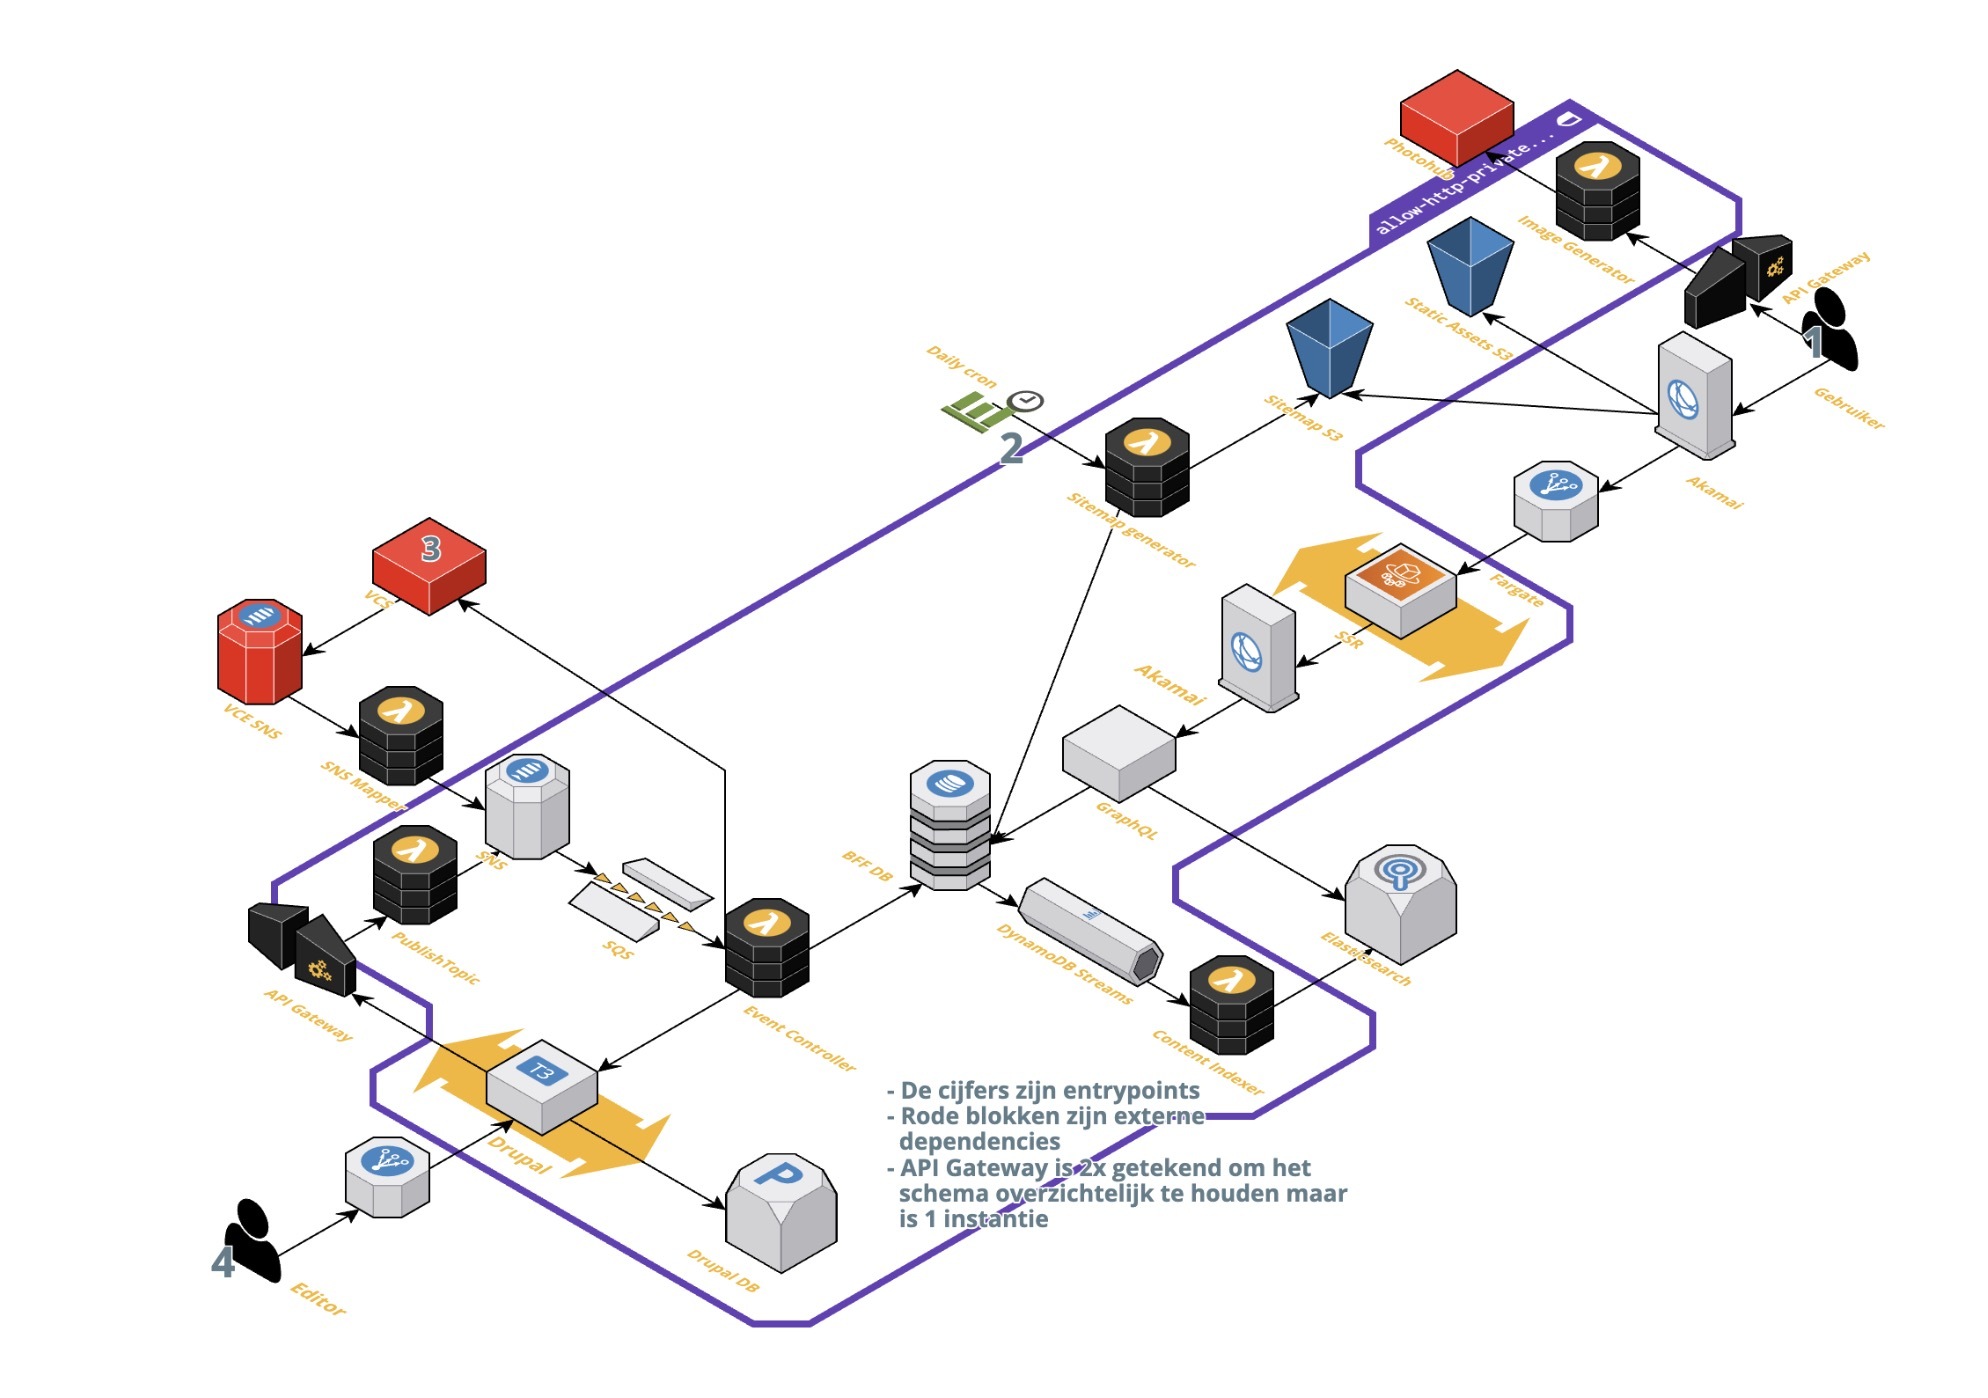 Photohub
allow-http-private...
Image Generator
API Gateway
Static Assets S3
1
Gebruiker
Daily cron
2
Sitemap S3
Akamai
Sitemap generator
3
VCS
Fargate
SSR
Akamai
VCE SNS
SNS Mapper
GraphQL
SNS
BFF DB
SQS
PublishTopic
DynamoDB Streams
Elasticsearch
API Gateway
Event Controller
Content Indexer
T3
Drupal
P
Drupal DB
4
Editor
- De cijfers zijn entrypoints
- Rode blokken zijn externe
dependencies
- API Gateway is 2x getekend om het
schema overzichtelijk te houden maar
is 1 instantie